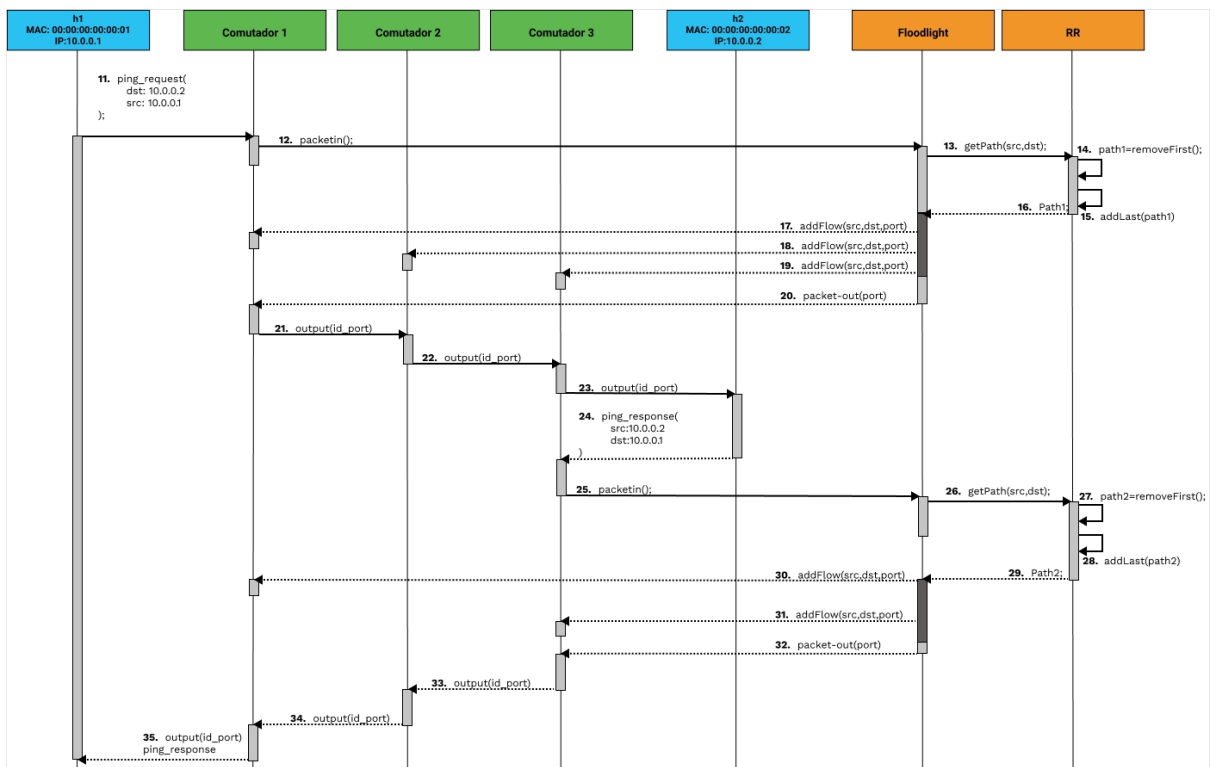 h1
MAC: 00:00:00:00:00:01
IP:10.0.0.1
Comutador 1
Comutador 2
Comutador 3
h2
MAC: 00:00:00:00:00:02
IP:10.0.0.2
Floodlight
RR
11. ping_request(
dst: 10.0.0.2
src: 10.0.0.1
);
12. packetin();
13. getPath(src,dst);
14. path1=removeFirst();
16. Path1;
15. addLast(path1)
17. addFlow(src,dst,port)
18. addFlow(src,dst,port)
19. addFlow(src,dst,port)
20. packet-out(port)
21. output(id_port)
22. output(id_port)
23. output(id_port)
24. ping_response(
src:10.0.0.2
dst:10.0.0.1
)
25. packetin();
26. getPath(src,dst);
27. path2=removeFirst();
28. addLast(path2)
29. Path2;
30. addFlow(src,dst,port)
31. addFlow(src,dst,port)
32. packet-out(port)
33. output(id_port)
34. output(id_port)
35. output(id_port)
ping_response